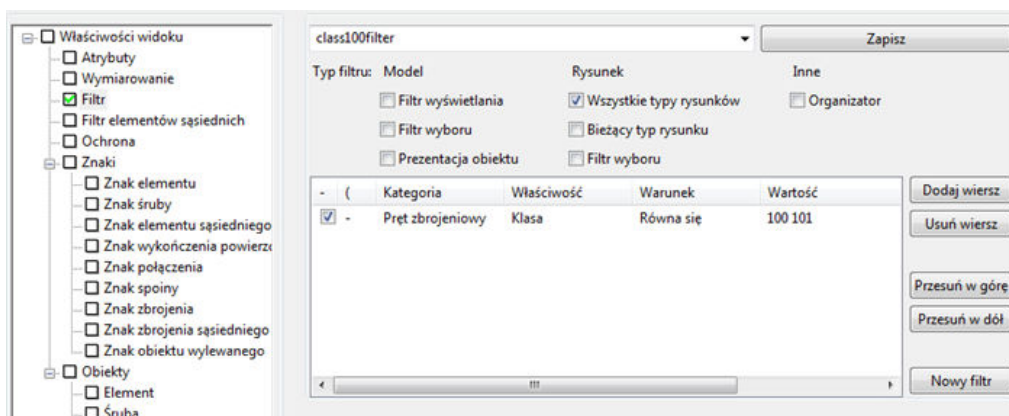 Właściwości widoku
Atrybuty
Wymiarowanie
Filtr
Filtr elementów sąsiednich
Ochrona
Znaki
Znak elementu
Znak śruby
Znak elementu sąsiedniego
Znak wykończenia powierzc
Znak połączenia
Znak spoiny
Znak zbrojenia
Znak zbrojenia sąsiedniego
Znak obiektu wylewanego
Obiekty
Element
Śruba
class100filter
Zapisz
Typ filtru: Model Rysunek Inne
Filtr wyświetlania Wszystkie typy rysunków Organizator
Filtr wyboru Bieżący typ rysunku
Prezentacja obiektu Filtr wyboru
- ( Kategoria Właściwość Warunek Wartość
- Pręt zbrojeniowy Klasa Równa się 100 101
Dodaj wiersz
Usuń wiersz
Przesuń w górę
Przesuń w dół
Nowy filtr